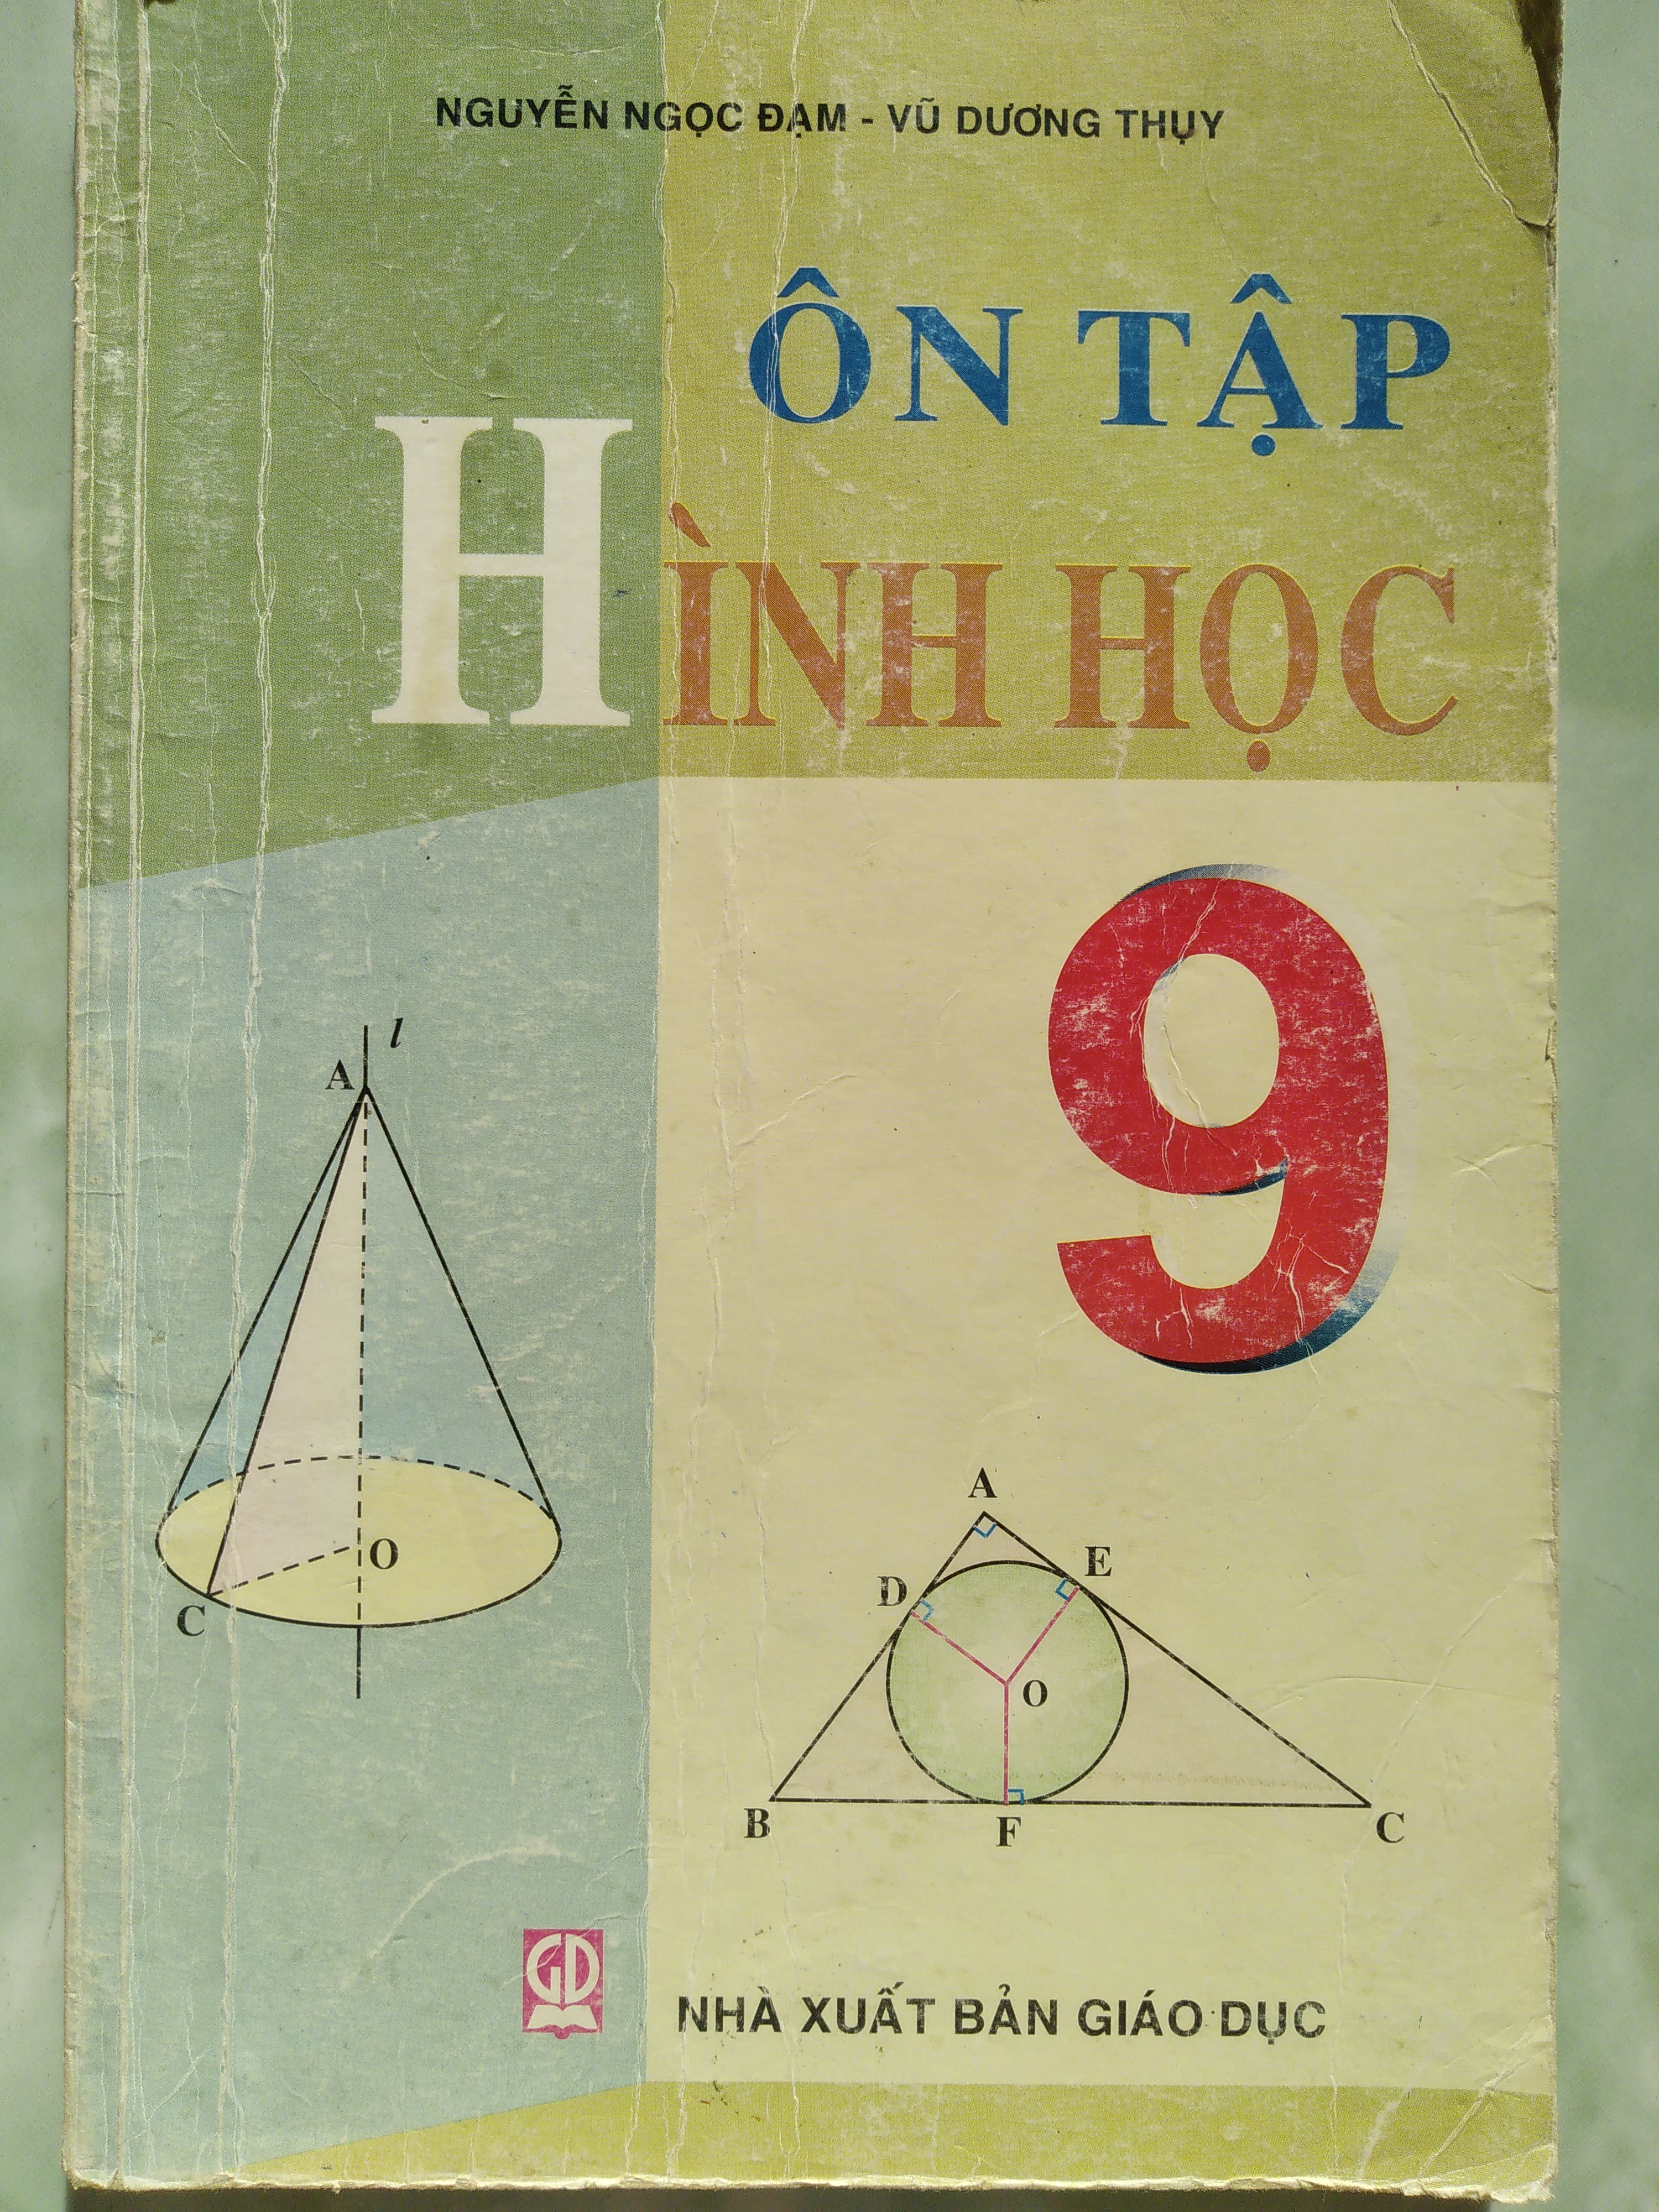 NGUYỄN NGỌC ĐẠM - VŨ DƯƠNG THỤY
ÔN TẬP
HÌNH HỌC
9
l
A
O
C
A
D
E
O
B
F
C
GD
NHÀ XUẤT BẢN GIÁO DỤC